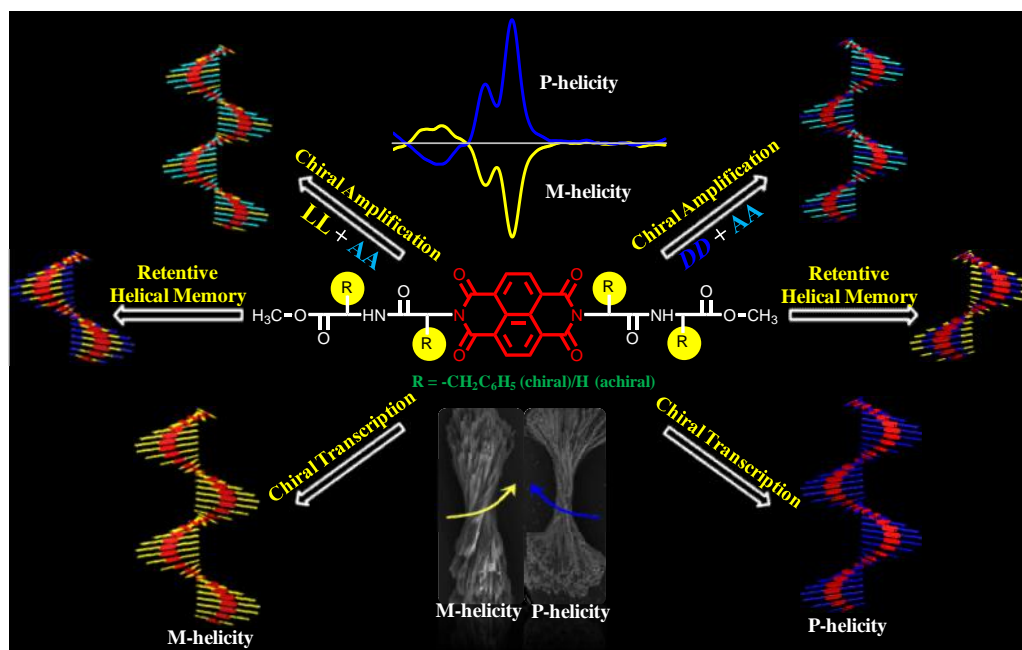 P-helicity
M-helicity
Chiral Amplification
LL + AA
Chiral Amplification
DD + AA
Retentive
Helical Memory
Retentive
Helical Memory
R
O
O
O
R
O
H₃C-O
HN
N
N
NH
O-CH₃
O
R
O
O
O
R
R = -CH₂C₆H₅ (chiral)/H (achiral)
Chiral Transcription
Chiral Transcription
M-helicity
P-helicity
M-helicity
P-helicity